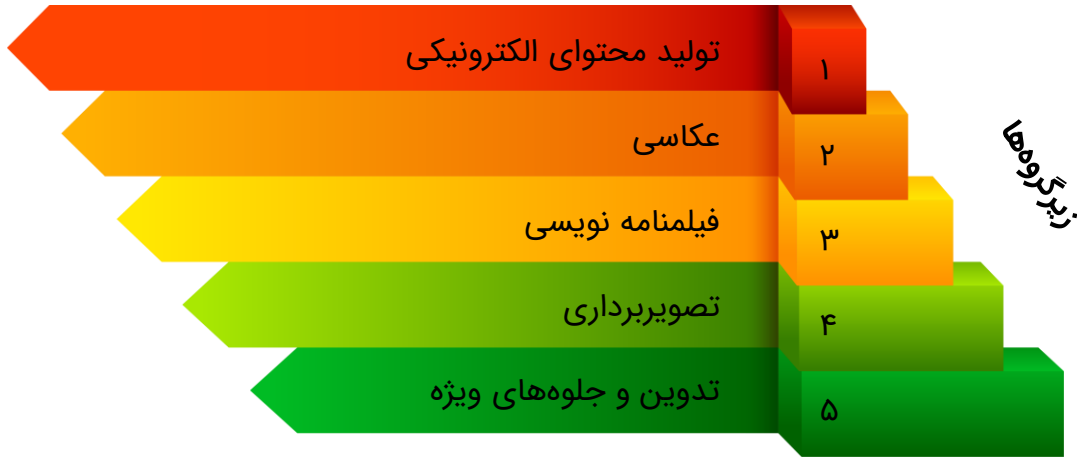 زیرگروه‌ها
۱
تولید محتوای الکترونیکی
۲
عکاسی
۳
فیلمنامه نویسی
۴
تصویربرداری
۵
تدوین و جلوه‌های ویژه